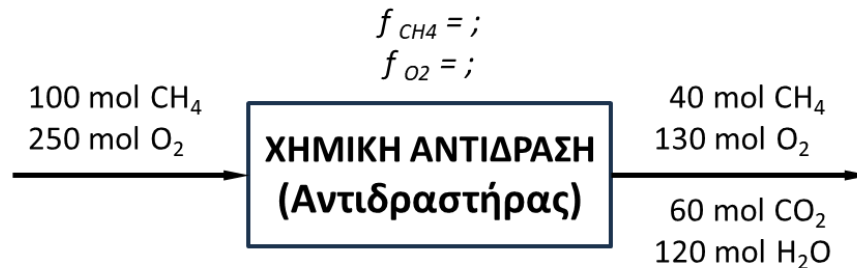 f CH4 = ;
f O2 = ;
100 mol CH₄
250 mol O₂
ΧΗΜΙΚΗ ΑΝΤΙΔΡΑΣΗ
(Αντιδραστήρας)
40 mol CH₄
130 mol O₂
60 mol CO₂
120 mol H₂O